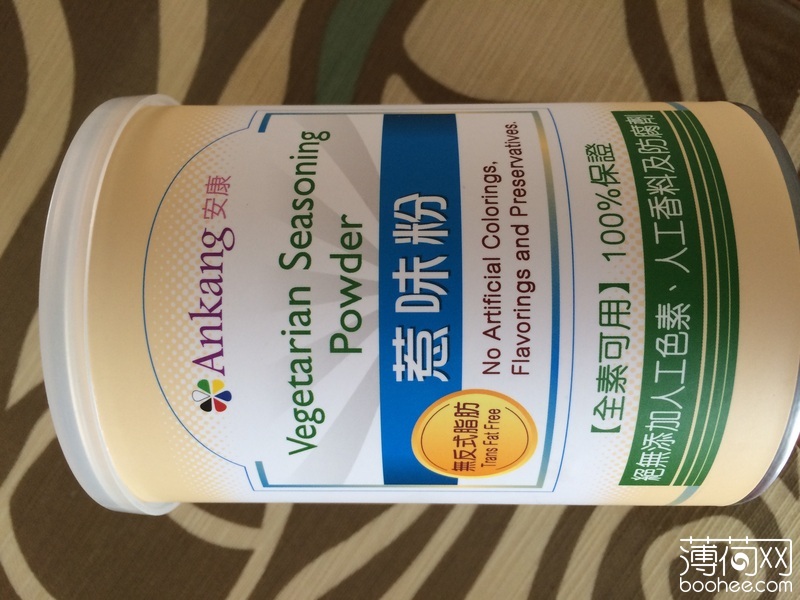 Ankang 安康
Vegetarian Seasoning
Powder
惹味粉
無反式脂肪
Trans Fat Free
No Artificial Colorings,
Flavorings and Preservatives.
【全素可用】100%保證
絕無添加人工色素、人工香料及防腐劑
薄荷网
boohee.com